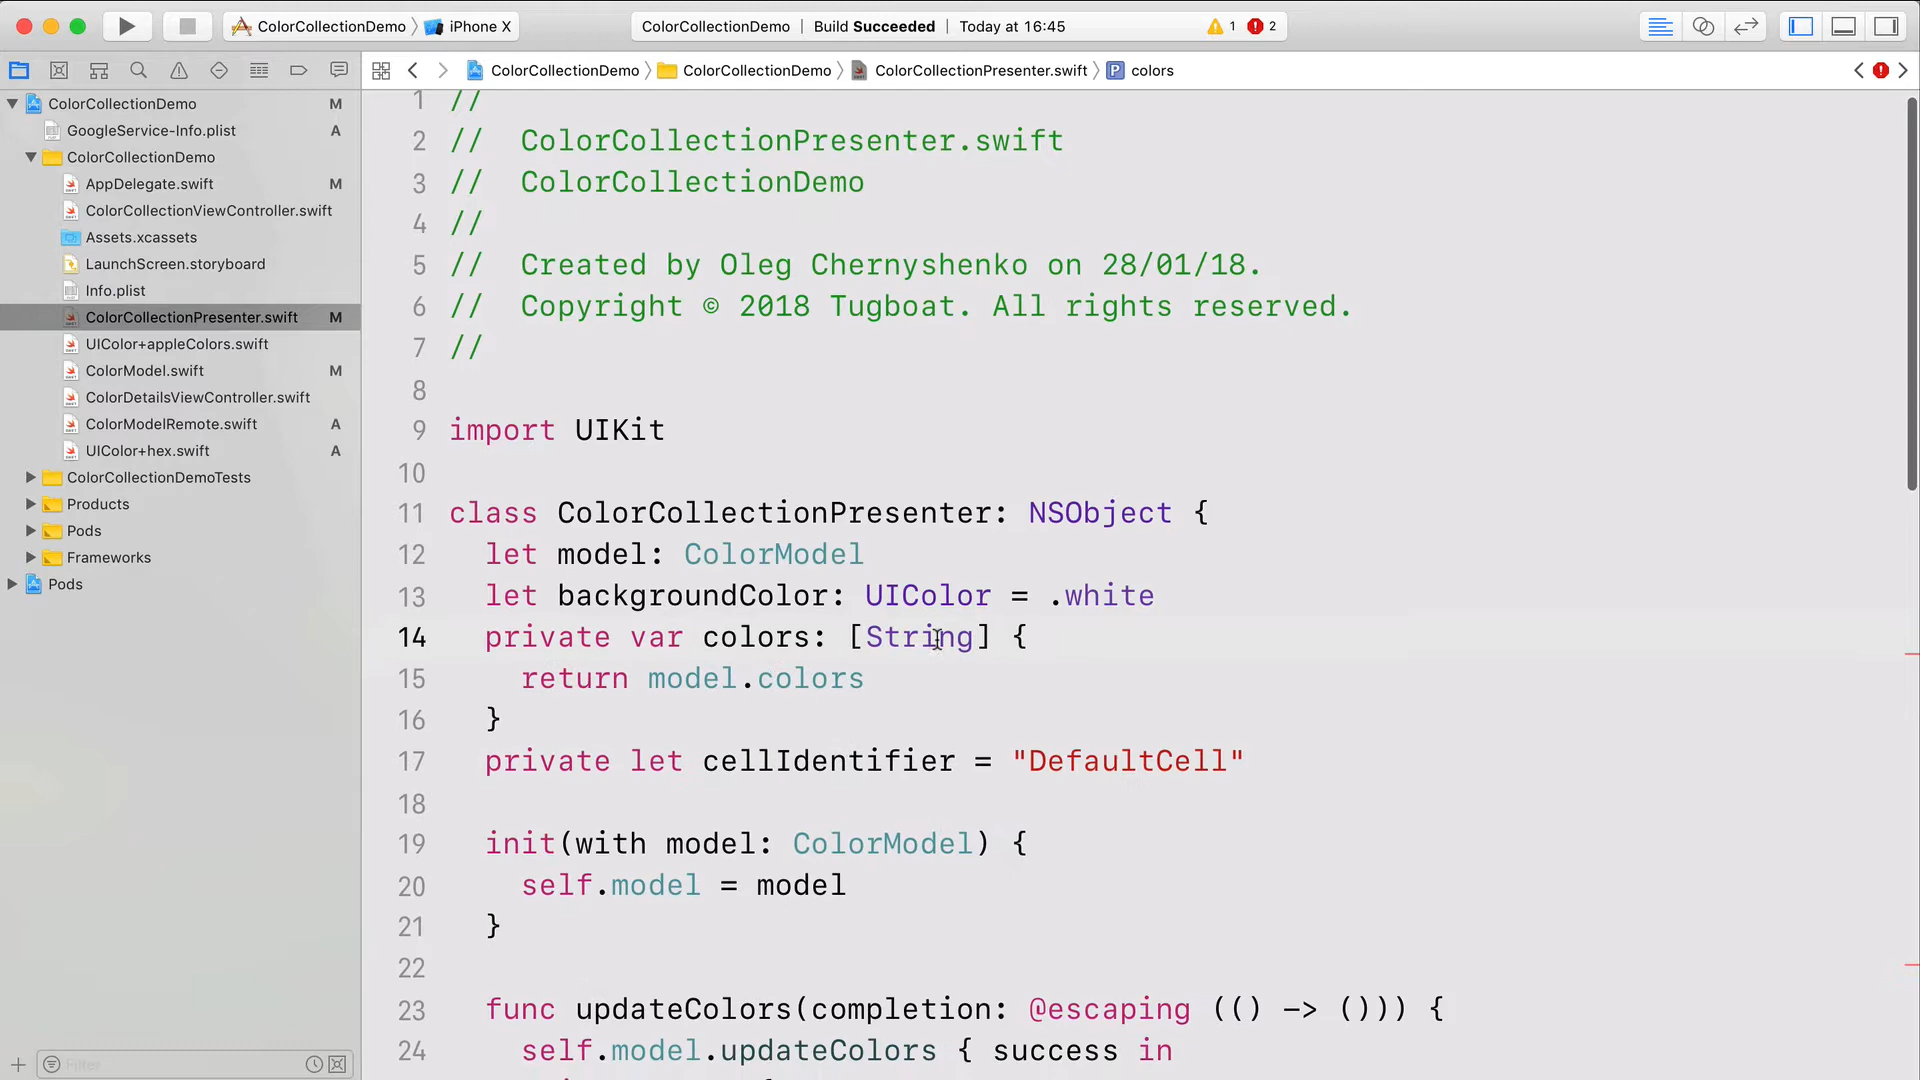 ColorCollectionDemo 〉 iPhone X
ColorCollectionDemo | Build Succeeded | Today at 16:45 1 2
ColorCollectionDemo 〉 ColorCollectionDemo 〉 ColorCollectionPresenter.swift 〉 P colors
ColorCollectionDemo M
GoogleService-Info.plist A
ColorCollectionDemo
AppDelegate.swift M
ColorCollectionViewController.swift
Assets.xcassets
LaunchScreen.storyboard
Info.plist
ColorCollectionPresenter.swift M
UIColor+appleColors.swift
ColorModel.swift M
ColorDetailsViewController.swift
ColorModelRemote.swift A
UIColor+hex.swift A
ColorCollectionDemoTests
Products
Pods
Frameworks
Pods
Filter
1 //
2 //  ColorCollectionPresenter.swift
3 //  ColorCollectionDemo
4 //
5 //  Created by Oleg Chernyshenko on 28/01/18.
6 //  Copyright © 2018 Tugboat. All rights reserved.
7 //
8
9 import UIKit
10
11 class ColorCollectionPresenter: NSObject {
12   let model: ColorModel
13   let backgroundColor: UIColor = .white
14   private var colors: [String] {
15     return model.colors
16   }
17   private let cellIdentifier = "DefaultCell"
18
19   init(with model: ColorModel) {
20     self.model = model
21   }
22
23   func updateColors(completion: @escaping (() -> ())) {
24     self.model.updateColors { success in